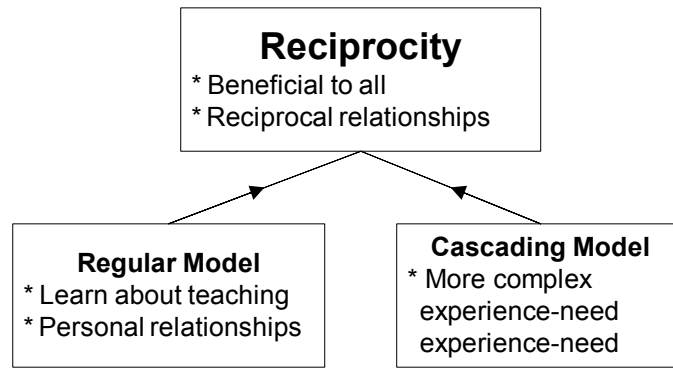 Reciprocity
* Beneficial to all
* Reciprocal relationships
Regular Model
* Learn about teaching
* Personal relationships
Cascading Model
* More complex
experience-need
experience-need